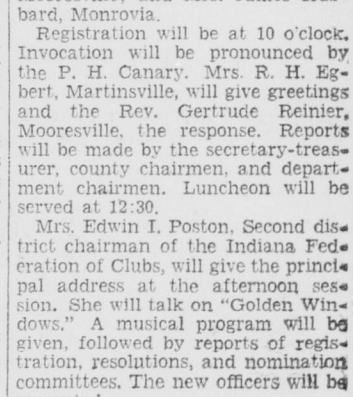 bard, Monrovia.
Registration will be at 10 o'clock.
Invocation will be pronounced by
the P. H. Canary. Mrs. R. H. Eg-
bert, Martinsville, will give greetings
and the Rev. Gertrude Reinier,
Mooresville, the response. Reports
will be made by the secretary-treas-
urer, county chairmen, and depart-
ment chairmen. Luncheon will be
served at 12:30.
Mrs. Edwin I. Poston, Second dis-
trict chairman of the Indiana Fed-
eration of Clubs, will give the princi-
pal address at the afternoon ses-
sion. She will talk on "Golden Win-
dows." A musical program will be
given, followed by reports of regis-
tration, resolutions, and nomination
committees. The new officers will be